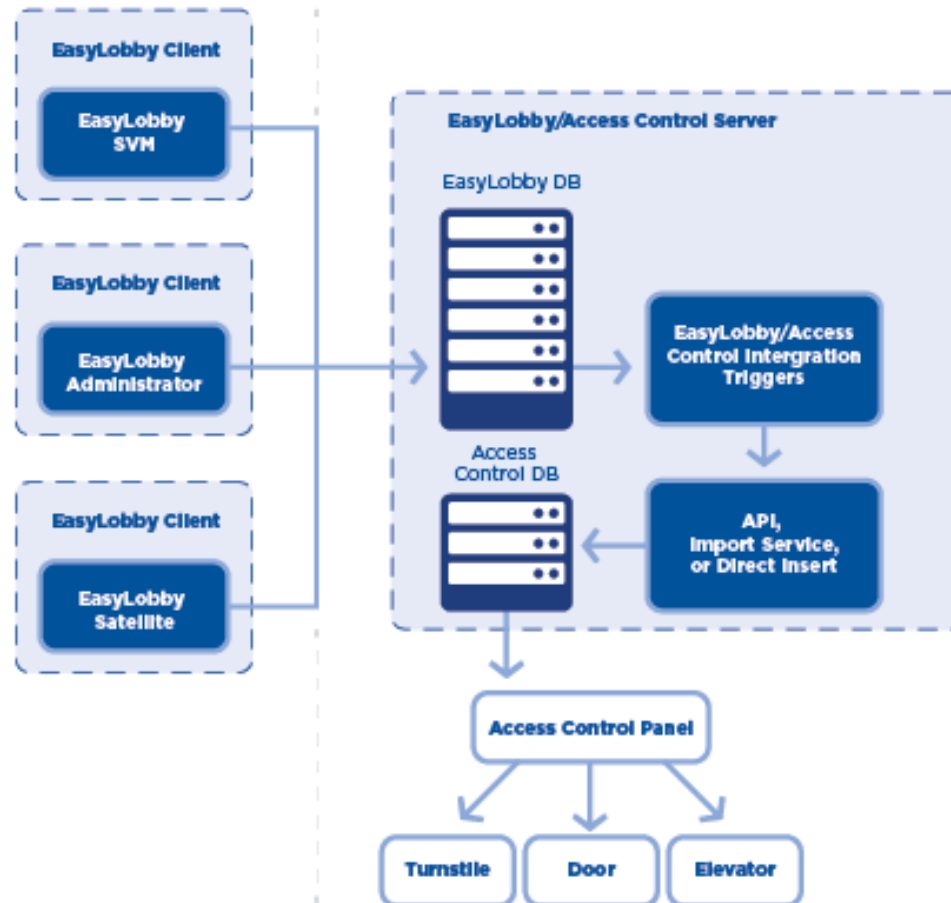 EasyLobby Client
EasyLobby
SVM
EasyLobby Client
EasyLobby
Administrator
EasyLobby Client
EasyLobby
Satellite
EasyLobby/Access Control Server
EasyLobby DB
EasyLobby/Access
Control Intergration
Triggers
Access
Control DB
API,
Import Service,
or Direct Insert
Access Control Panel
Turnstile
Door
Elevator